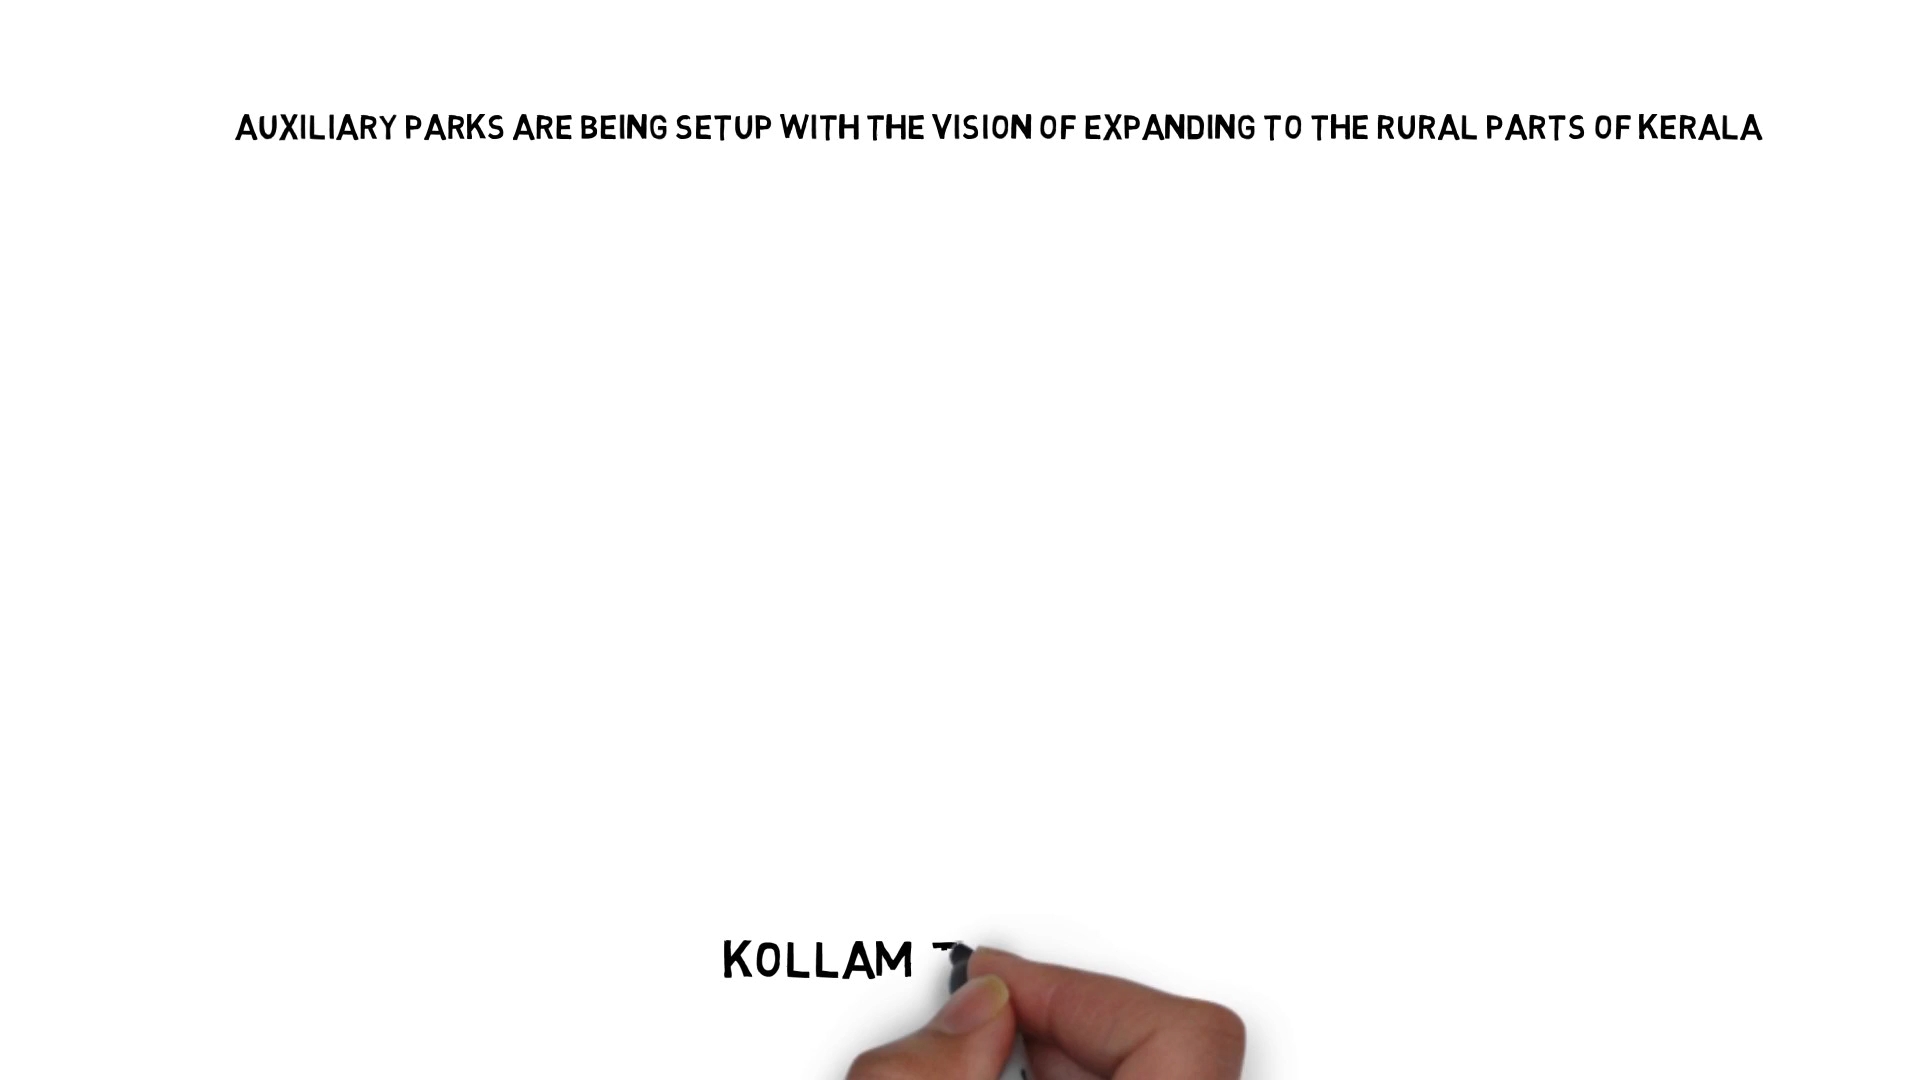 AUXILIARY PARKS ARE BEING SETUP WITH THE VISION OF EXPANDING TO THE RURAL PARTS OF KERALA
KOLLAM